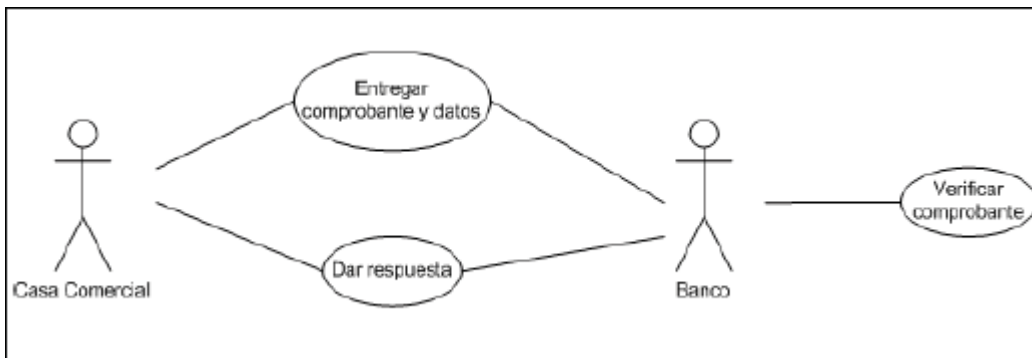 Entregar
comprobante y datos
Verificar
comprobante
Dar respuesta
Casa Comercial
Banco